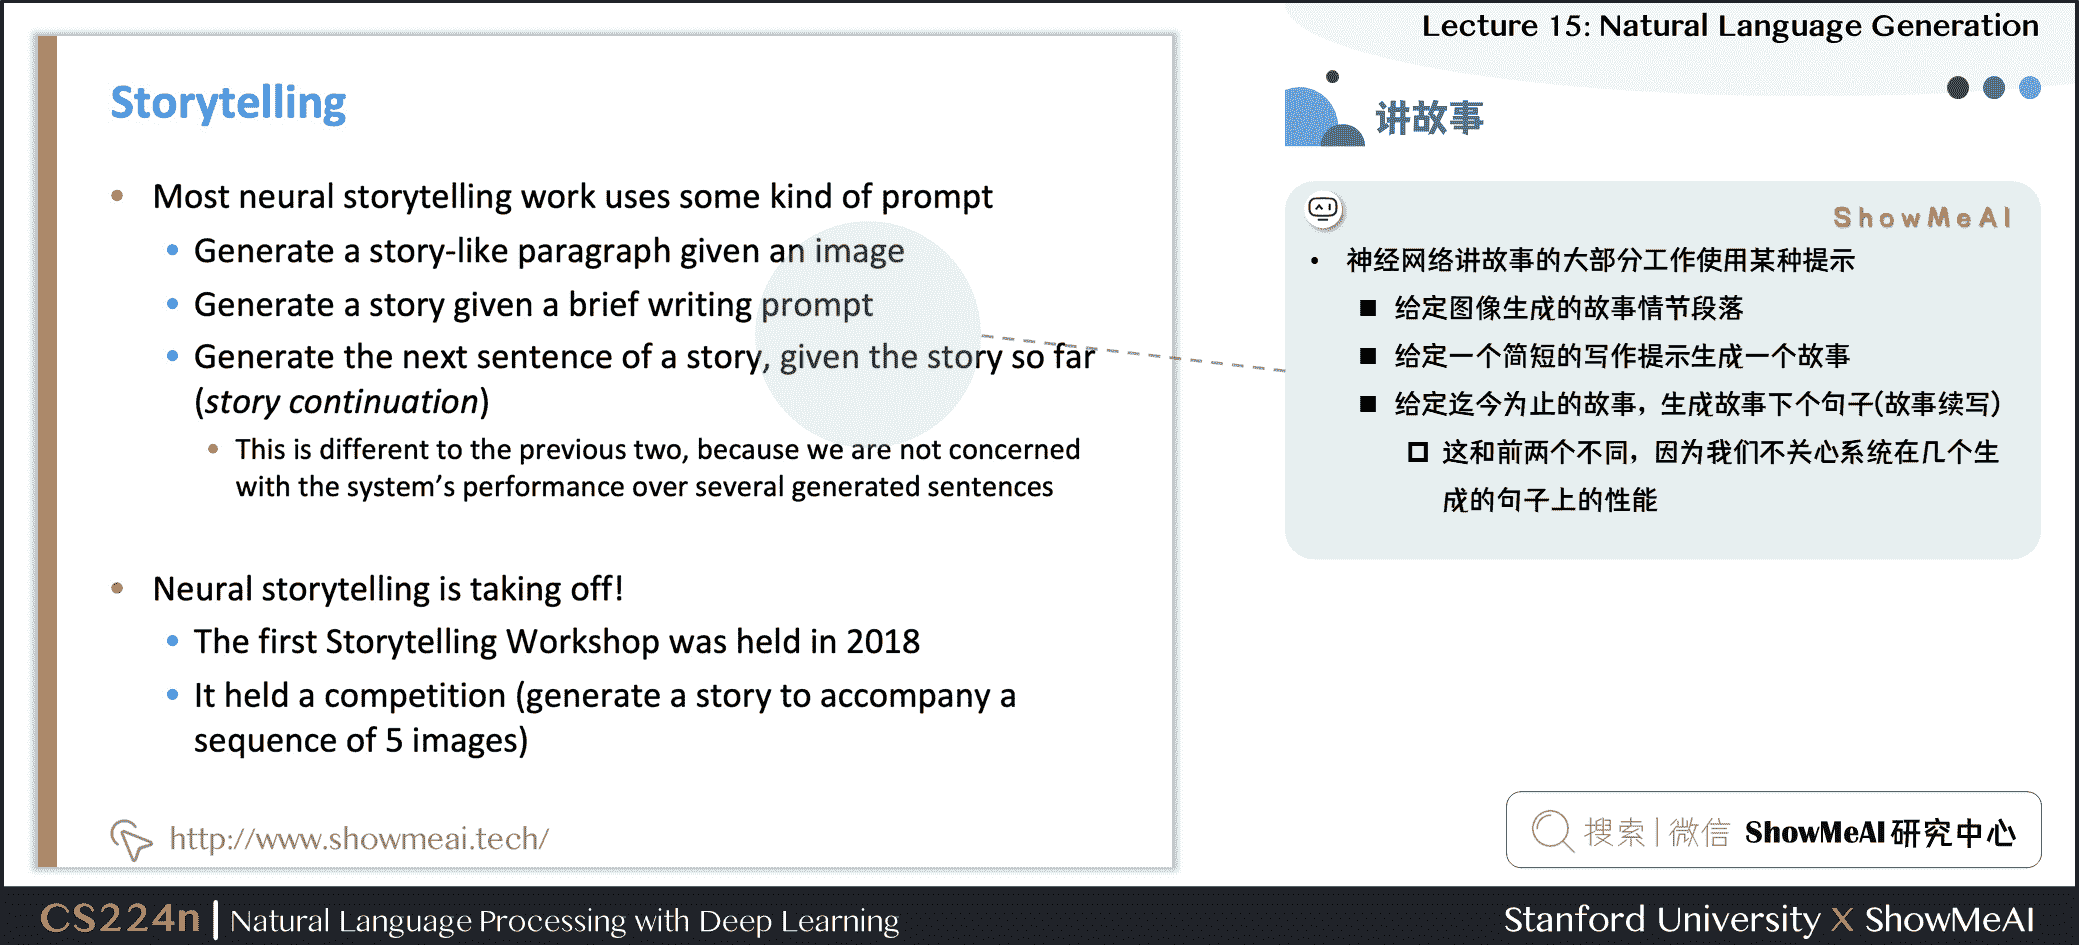 Lecture 15: Natural Language Generation
Storytelling
• Most neural storytelling work uses some kind of prompt
• Generate a story-like paragraph given an image
• Generate a story given a brief writing prompt
• Generate the next sentence of a story, given the story so far
(story continuation)
• This is different to the previous two, because we are not concerned
with the system's performance over several generated sentences
• Neural storytelling is taking off!
• The first Storytelling Workshop was held in 2018
• It held a competition (generate a story to accompany a
sequence of 5 images)
http://www.showmeai.tech/
讲故事
ShowMeAI
• 神经网络讲故事的大部分工作使用某种提示
■ 给定图像生成的故事情节段落
■ 给定一个简短的写作提示生成一个故事
■ 给定迄今为止的故事，生成故事下个句子(故事续写)
□ 这和前两个不同，因为我们不关心系统在几个生
成的句子上的性能
搜索|微信 ShowMeAI研究中心
CS224n | Natural Language Processing with Deep Learning
Stanford University X ShowMeAI